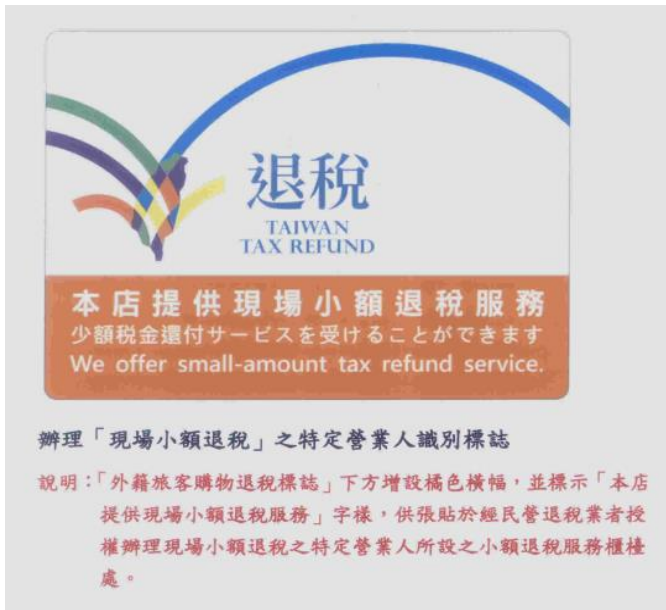 退稅
TAIWAN
TAX REFUND
本店提供現場小額退稅服務
少額税金還付サービスを受けることができます
We offer small-amount tax refund service.
辦理「現場小額退稅」之特定營業人識別標誌
說明：「外籍旅客購物退稅標誌」下方增設橘色橫幅，並標示「本店
提供現場小額退稅服務」字樣，供張貼於經民營退稅業者授
權辦理現場小額退稅之特定營業人所設之小額退稅服務櫃檯
處。